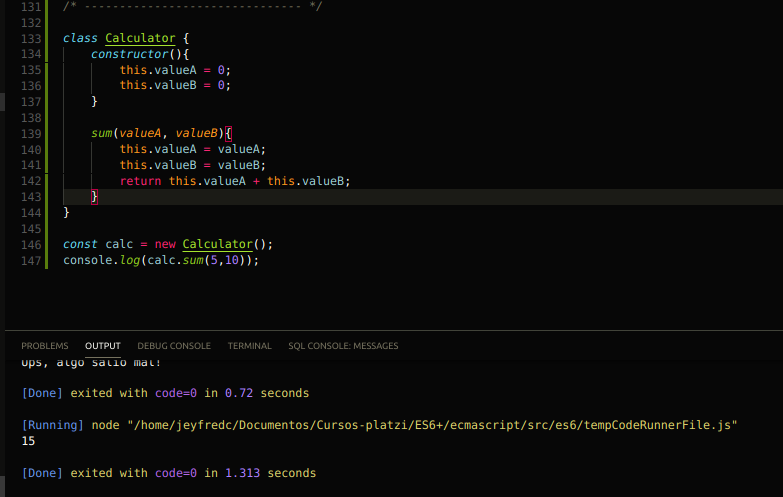 131 /* ------------------------------- */
132
133 class Calculator {
134 constructor(){
135 this.valueA = 0;
136 this.valueB = 0;
137 }
138
139 sum(valueA, valueB){
140 this.valueA = valueA;
141 this.valueB = valueB;
142 return this.valueA + this.valueB;
143 }
144 }
145
146 const calc = new Calculator();
147 console.log(calc.sum(5,10));
PROBLEMS OUTPUT DEBUG CONSOLE TERMINAL SQL CONSOLE: MESSAGES
Ups, algo salio mal!
[Done] exited with code=0 in 0.72 seconds
[Running] node "/home/jeyfredc/Documentos/Cursos-platzi/ES6+/ecmascript/src/es6/tempCodeRunnerFile.js"
15
[Done] exited with code=0 in 1.313 seconds